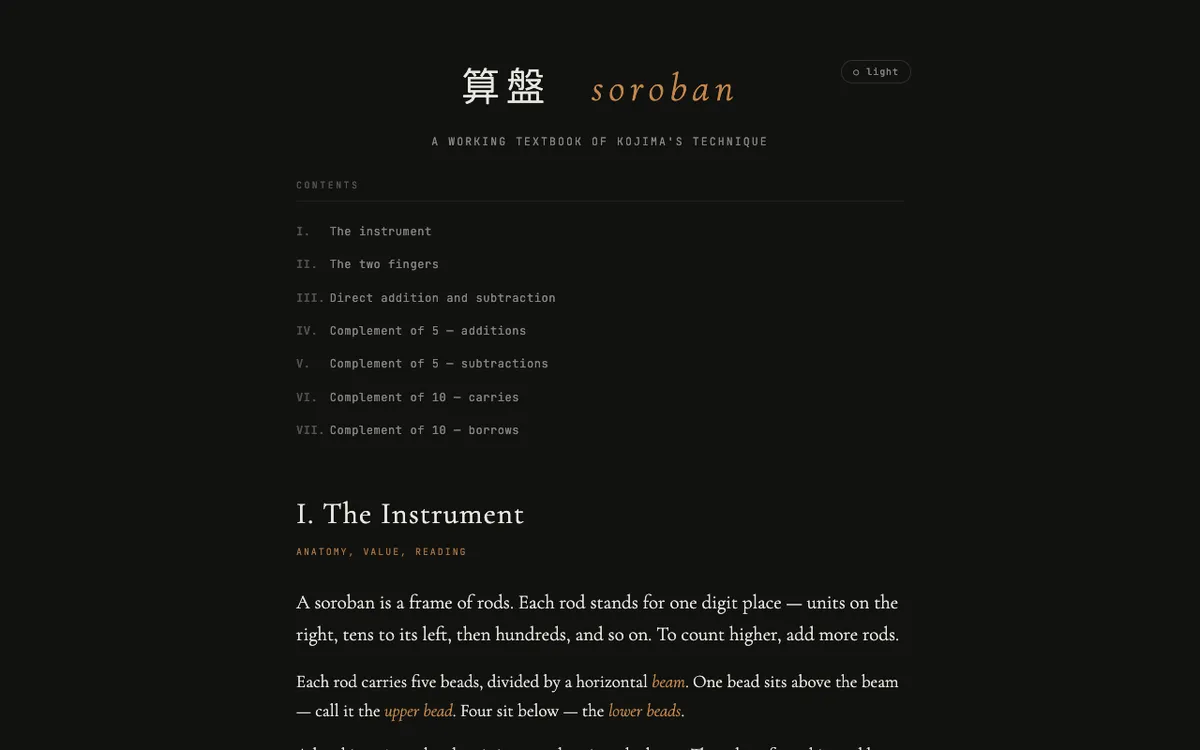 算盤 soroban
○ light
A WORKING TEXTBOOK OF KOJIMA'S TECHNIQUE
CONTENTS
I. The instrument
II. The two fingers
III. Direct addition and subtraction
IV. Complement of 5 — additions
V. Complement of 5 — subtractions
VI. Complement of 10 — carries
VII. Complement of 10 — borrows
I. The Instrument
ANATOMY, VALUE, READING
A soroban is a frame of rods. Each rod stands for one digit place — units on the
right, tens to its left, then hundreds, and so on. To count higher, add more rods.
Each rod carries five beads, divided by a horizontal beam. One bead sits above the beam
— call it the upper bead. Four sit below — the lower beads.